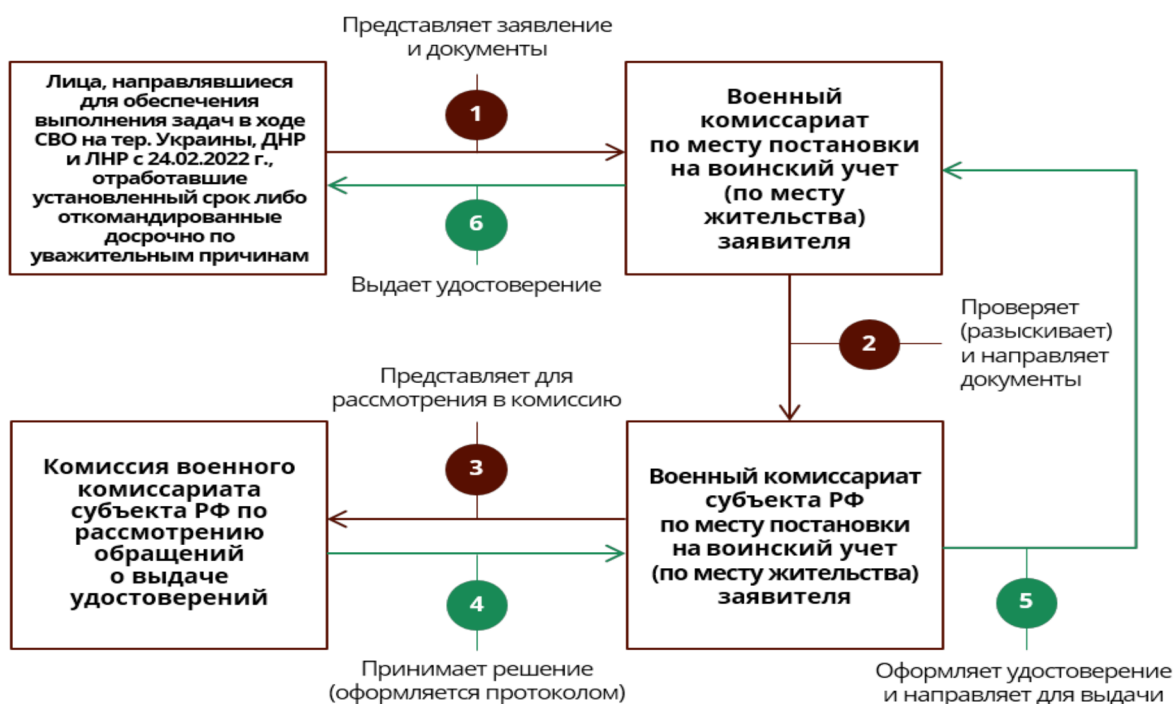 Представляет заявление
и документы
Лица, направлявшиеся
для обеспечения
выполнения задач в ходе
СВО на тер. Украины, ДНР
и ЛНР с 24.02.2022 г.,
отработавшие
установленный срок либо
откомандированные
досрочно по
уважительным причинам
1
6
Выдает удостоверение
Военный
комиссариат
по месту постановки
на воинский учет
(по месту
жительства)
заявителя
2
Проверяет
(разыскивает)
и направляет
документы
Представляет для
рассмотрения в комиссию
3
Комиссия военного
комиссариата
субъекта РФ по
рассмотрению
обращений
о выдаче
удостоверений
4
Принимает решение
(оформляется протоколом)
Военный комиссариат
субъекта РФ
по месту постановки
на воинский учет
(по месту жительства)
заявителя
5
Оформляет удостоверение
и направляет для выдачи